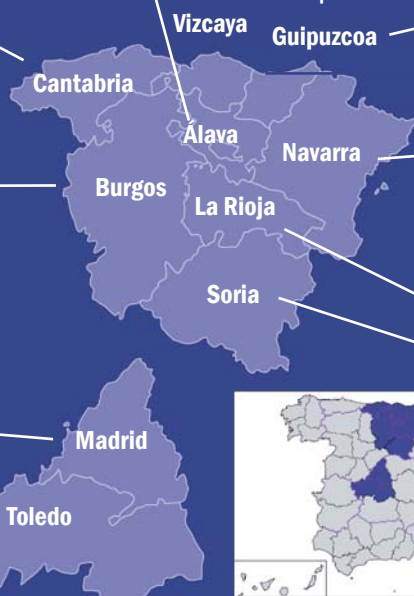 Vizcaya
Guipuzcoa
Cantabria
Álava
Navarra
Burgos
La Rioja
Soria
Madrid
Toledo